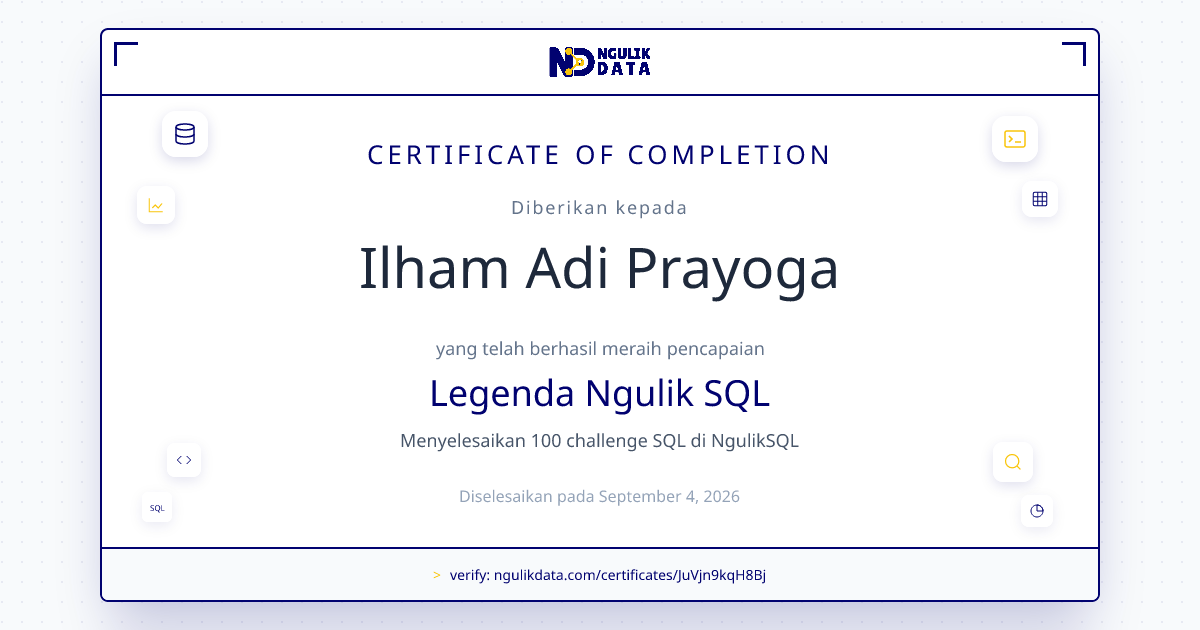 NGULIK
DATA
CERTIFICATE OF COMPLETION
Diberikan kepada
Ilham Adi Prayoga
yang telah berhasil meraih pencapaian
Legenda Ngulik SQL
Menyelesaikan 100 challenge SQL di NgulikSQL
SQL
Diselesaikan pada September 4, 2026
> verify: ngulikdata.com/certificates/JuVjn9kqH8Bj